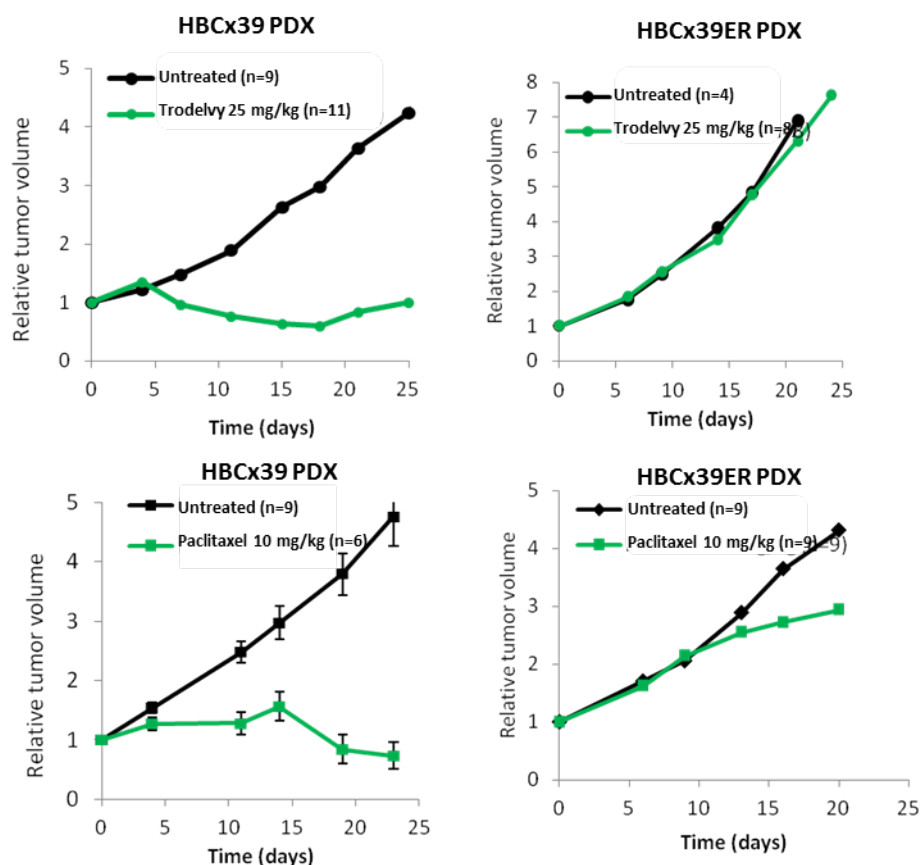 HBCx39 PDX
Untreated (n=9)
Trodelvy 25 mg/kg (n=11)
Relative tumor volume
5
4
3
2
1
0
0 5 10 15 20 25
Time (days)
HBCx39ER PDX
Untreated (n=4)
Trodelvy 25 mg/kg (n=8)
Relative tumor volume
8
7
6
5
4
3
2
1
0
0 5 10 15 20 25
Time (days)
HBCx39 PDX
Untreated (n=9)
Paclitaxel 10 mg/kg (n=6)
Relative tumor volume
5
4
3
2
1
0
0 5 10 15 20 25
Time (days)
HBCx39ER PDX
Untreated (n=9)
Paclitaxel 10 mg/kg (n=9)
Relative tumor volume
5
4
3
2
1
0
0 5 10 15 20 25
Time (days)